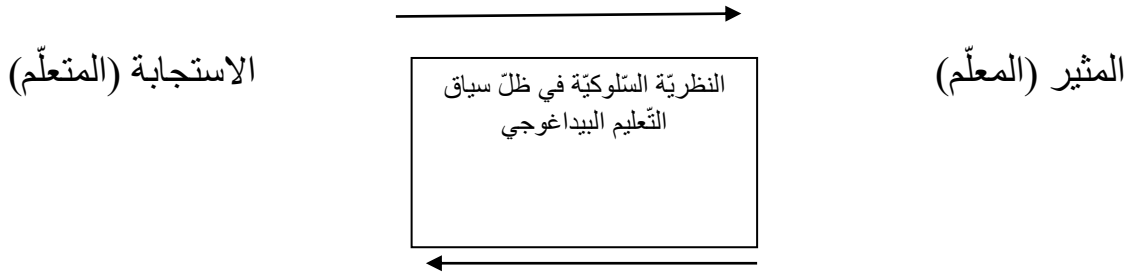 المثير (المعلّم)
النظريّة السّلوكيّة في ظلّ سياق
التّعليم البيداغوجي
الاستجابة (المتعلّم)